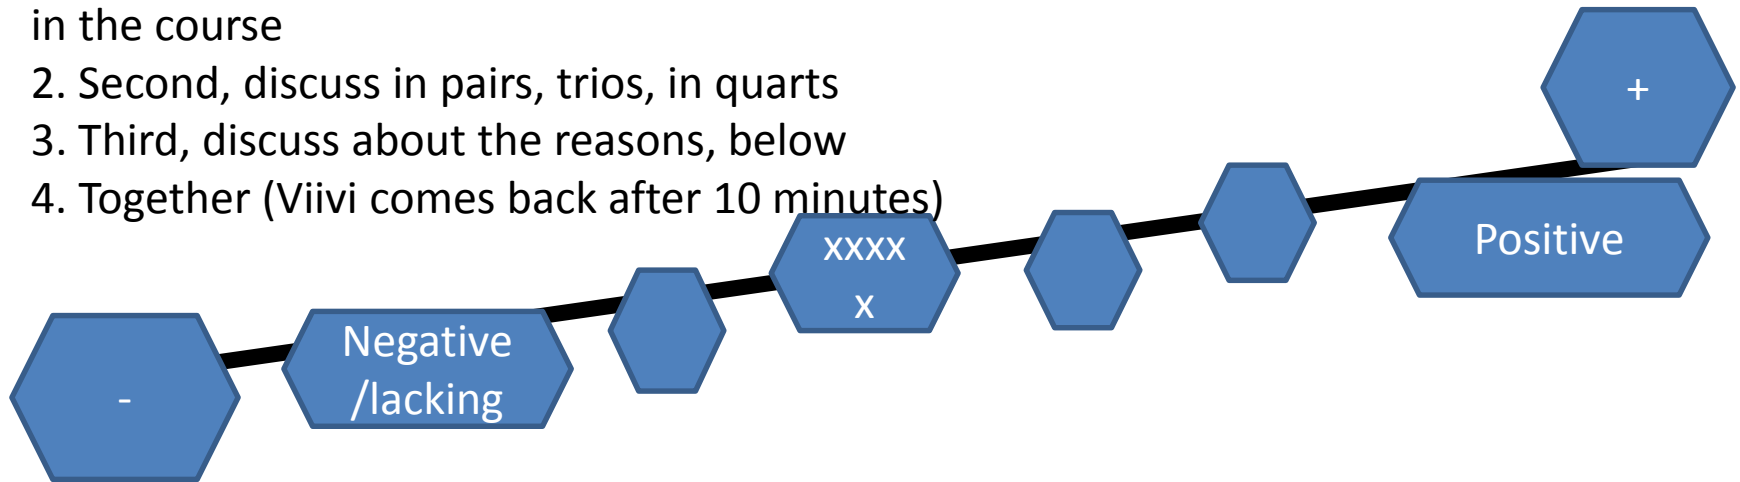 in the course
2. Second, discuss in pairs, trios, in quarts
3. Third, discuss about the reasons, below
4. Together (Viivi comes back after 10 minutes)
+
Positive
xxxx
x
Negative
/lacking
-